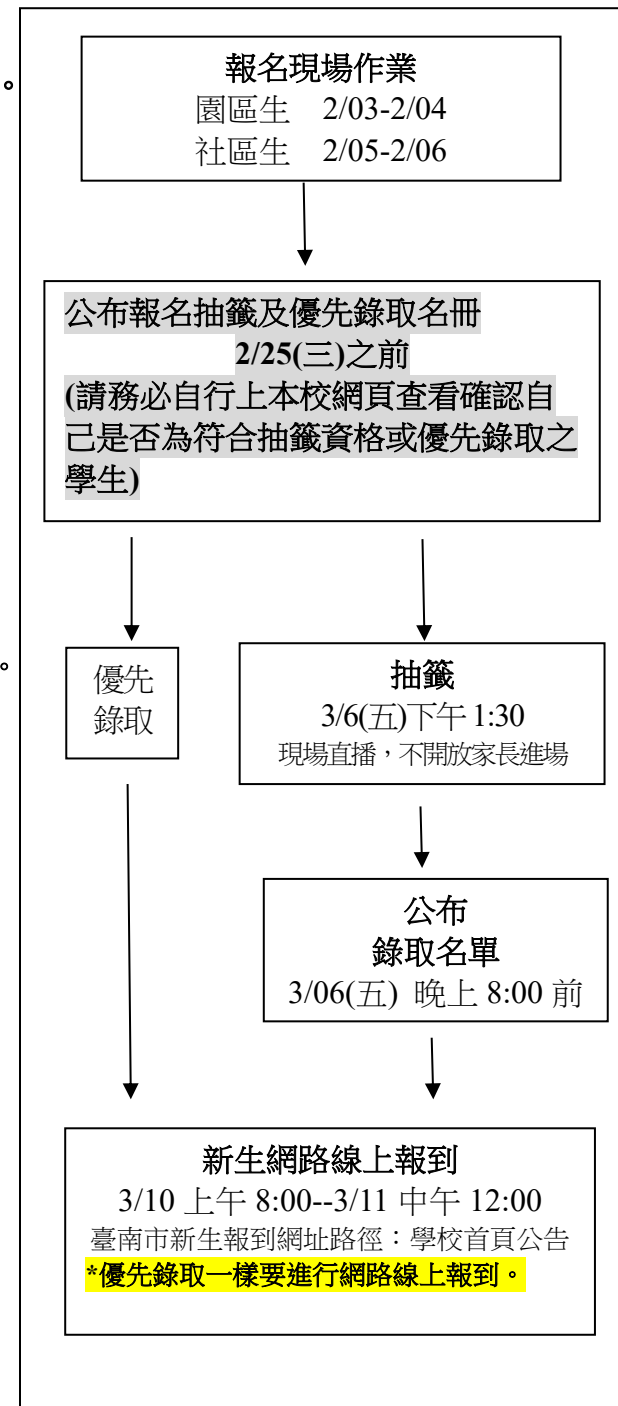 報名現場作業
園區生 2/03-2/04
社區生 2/05-2/06
。
公布報名抽籤及優先錄取名冊
2/25(三)之前
(請務必自行上本校網頁查看確認自
己是否為符合抽籤資格或優先錄取之
學生)
。
優先
錄取
抽籤
3/6(五)下午 1:30
現場直播，不開放家長進場
公布
錄取名單
3/06(五) 晚上 8:00 前
新生網路線上報到
3/10 上午 8:00--3/11 中午 12:00
臺南市新生報到網址路徑：學校首頁公告
*優先錄取一樣要進行網路線上報到。